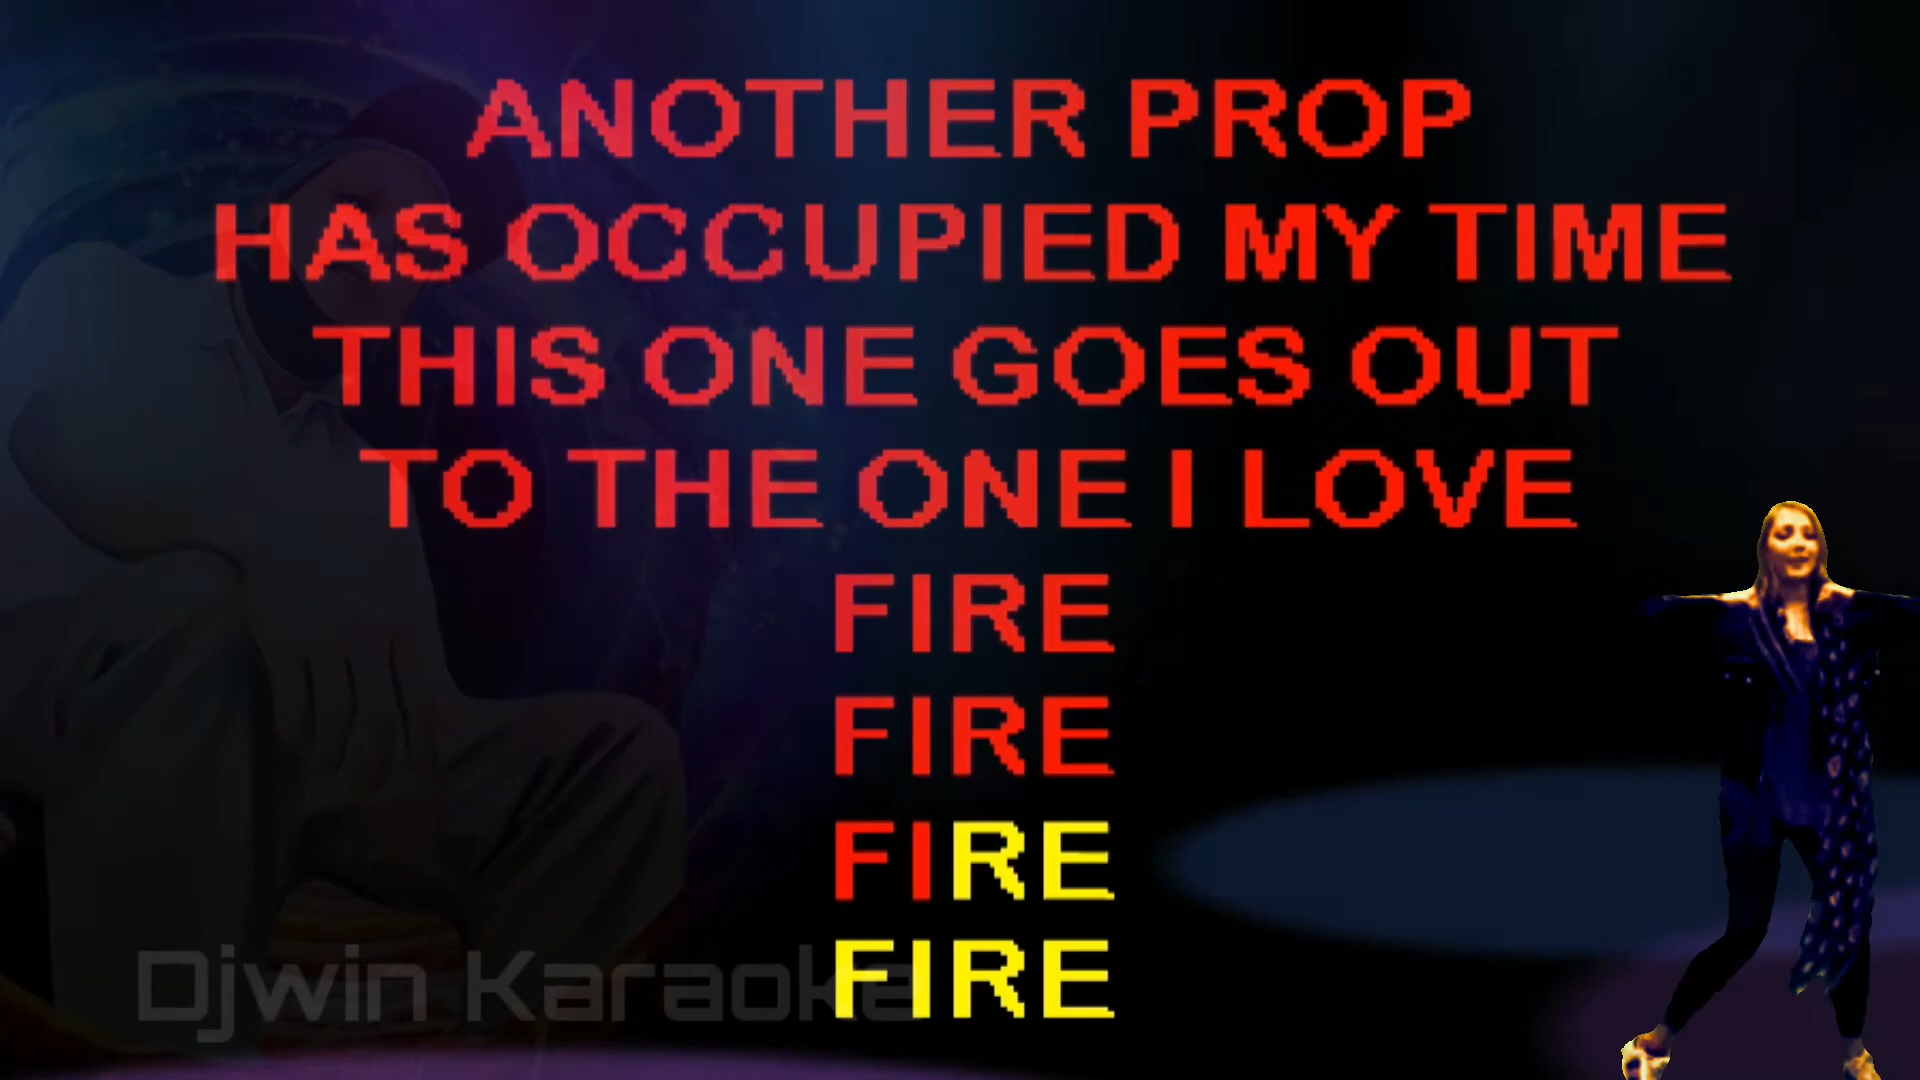 ANOTHER PROP
HAS OCCUPIED MY TIME
THIS ONE GOES OUT
TO THE ONE I LOVE
FIRE
FIRE
FIRE
FIRE
Djwin Karaoke